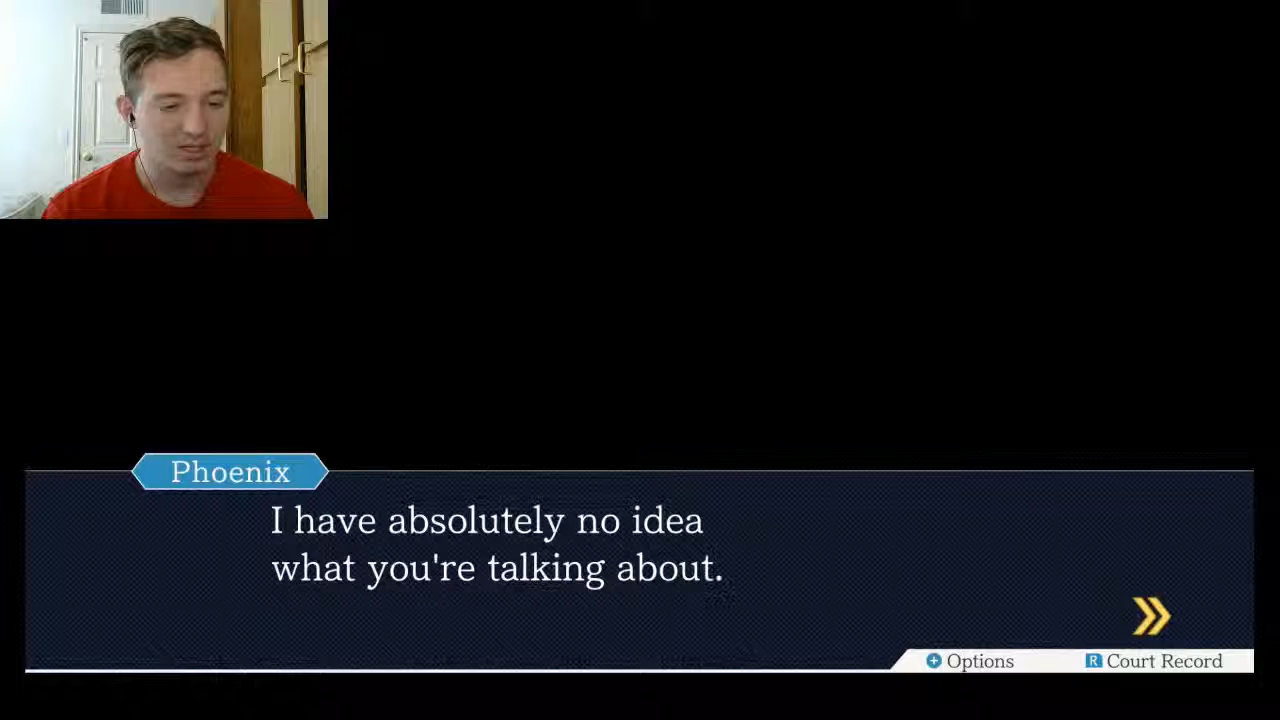 Phoenix
I have absolutely no idea
what you're talking about.
Options
R Court Record